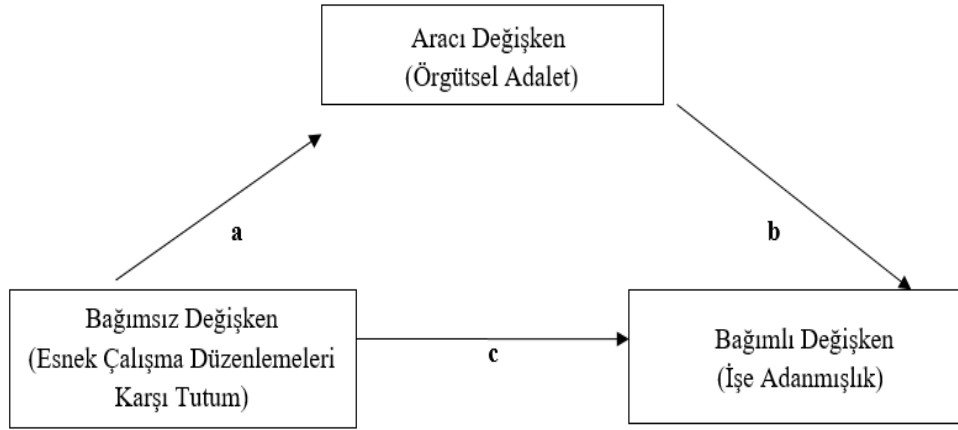 Aracı Değişken
(Örgütsel Adalet)
a
b
Bağımsız Değişken
(Esnek Çalışma Düzenlemeleri
Karşı Tutum)
c
Bağımlı Değişken
(İşe Adanmışlık)